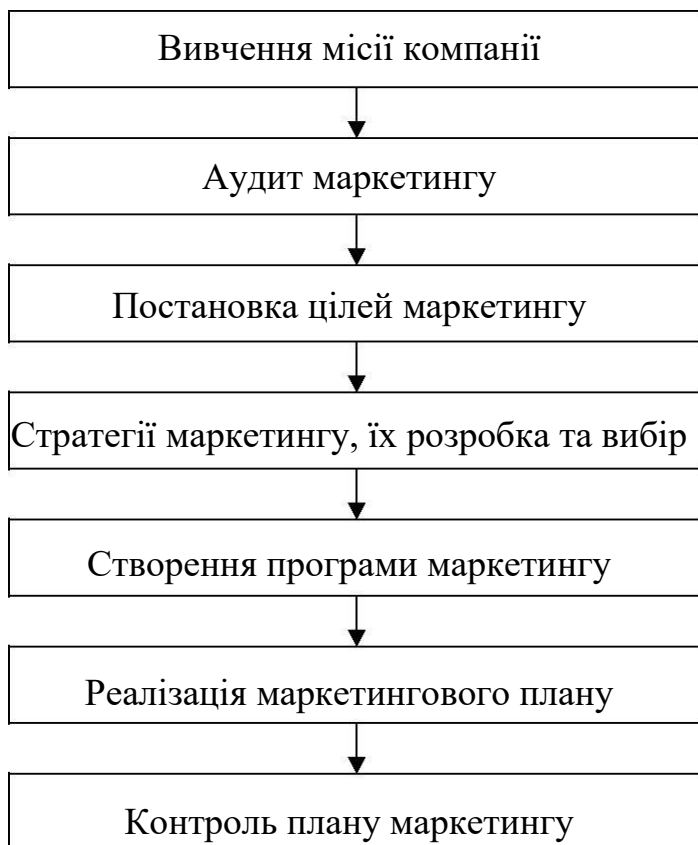 Вивчення місії компанії
Аудит маркетингу
Постановка цілей маркетингу
Стратегії маркетингу, їх розробка та вибір
Створення програми маркетингу
Реалізація маркетингового плану
Контроль плану маркетингу